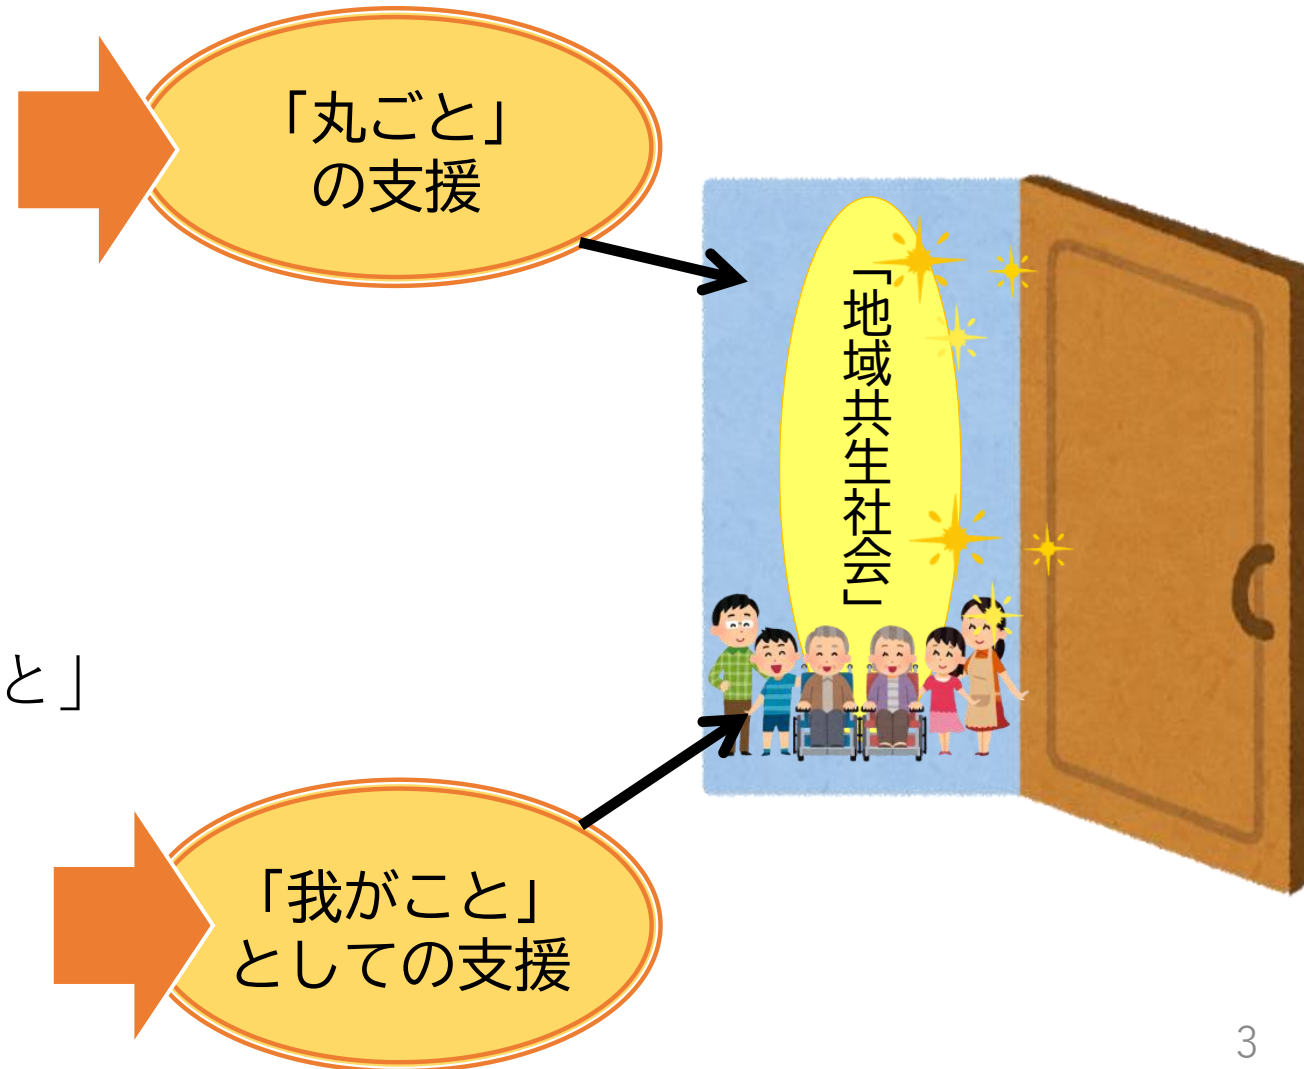 「丸ごと」
の支援
「地域共生社会」
と」
「我がこと」
としての支援
3